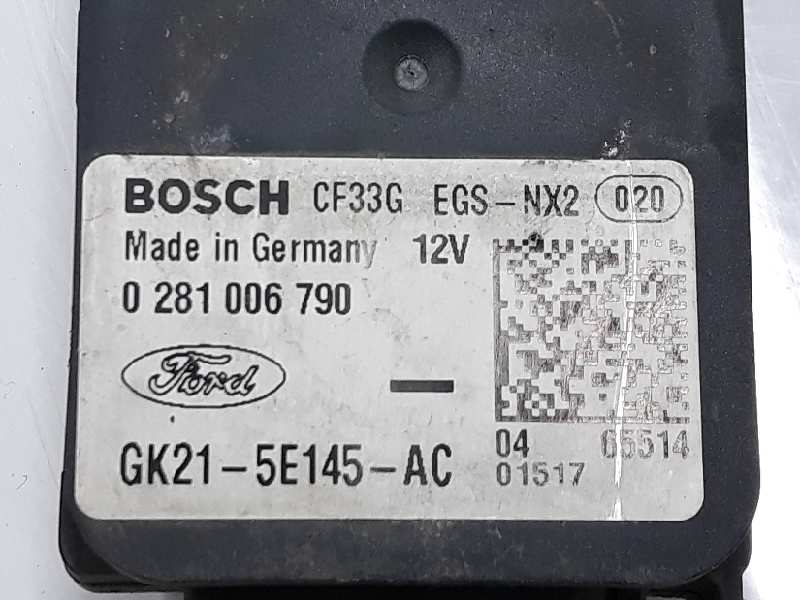 BOSCH CF33G EGS-NX2 020
Made in Germany 12V
0 281 006 790
Ford
GK21-5E145-AC
04 65514
01517